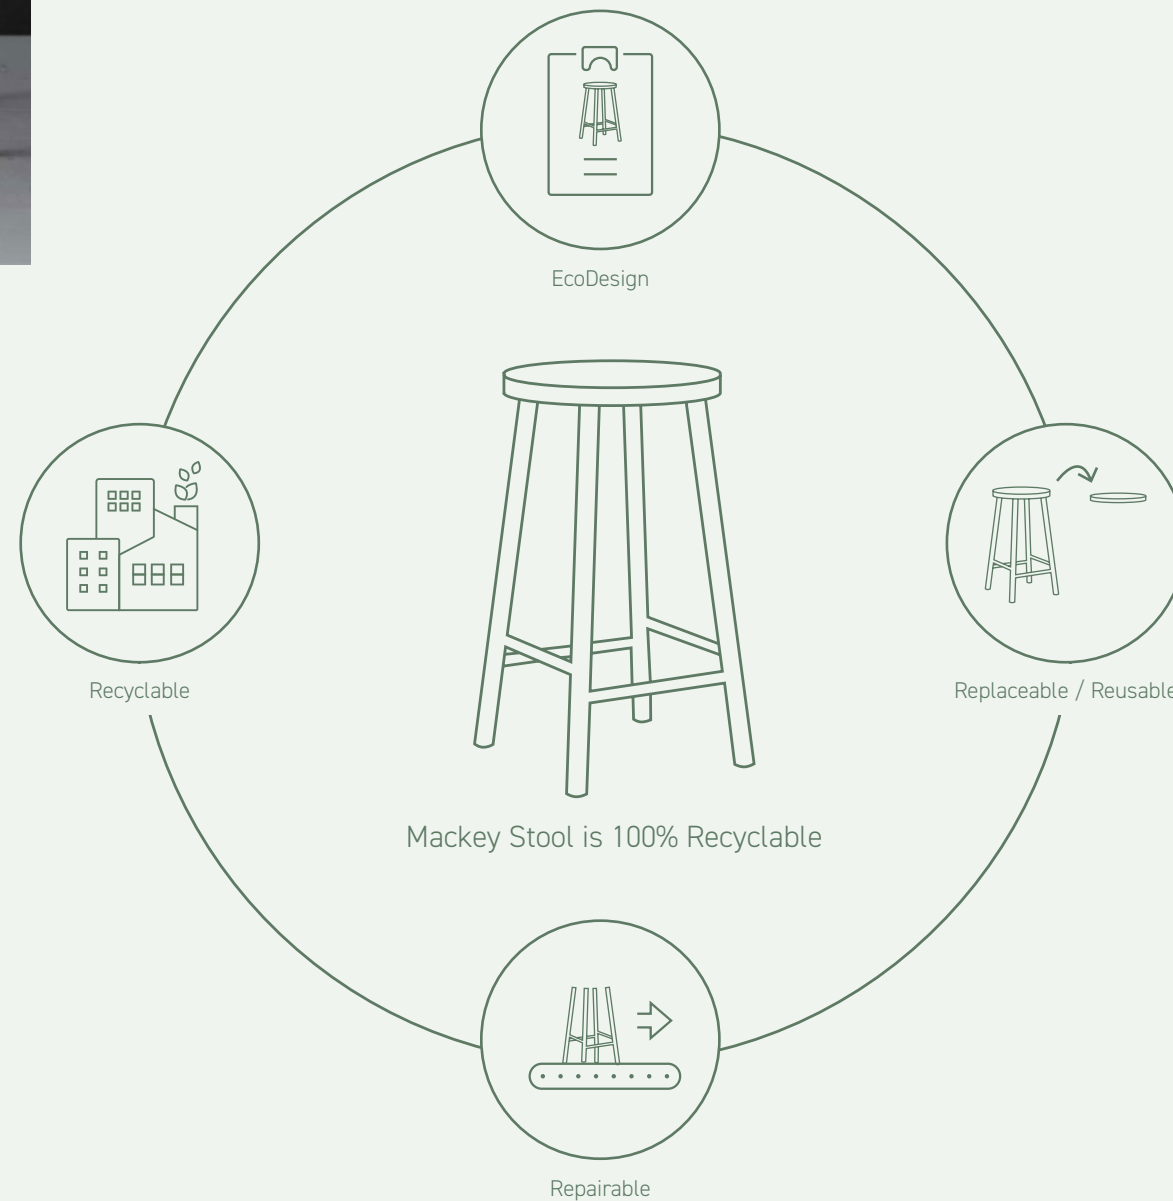 EcoDesign
Recyclable
Replaceable / Reusable
Mackey Stool is 100% Recyclable
Repairable